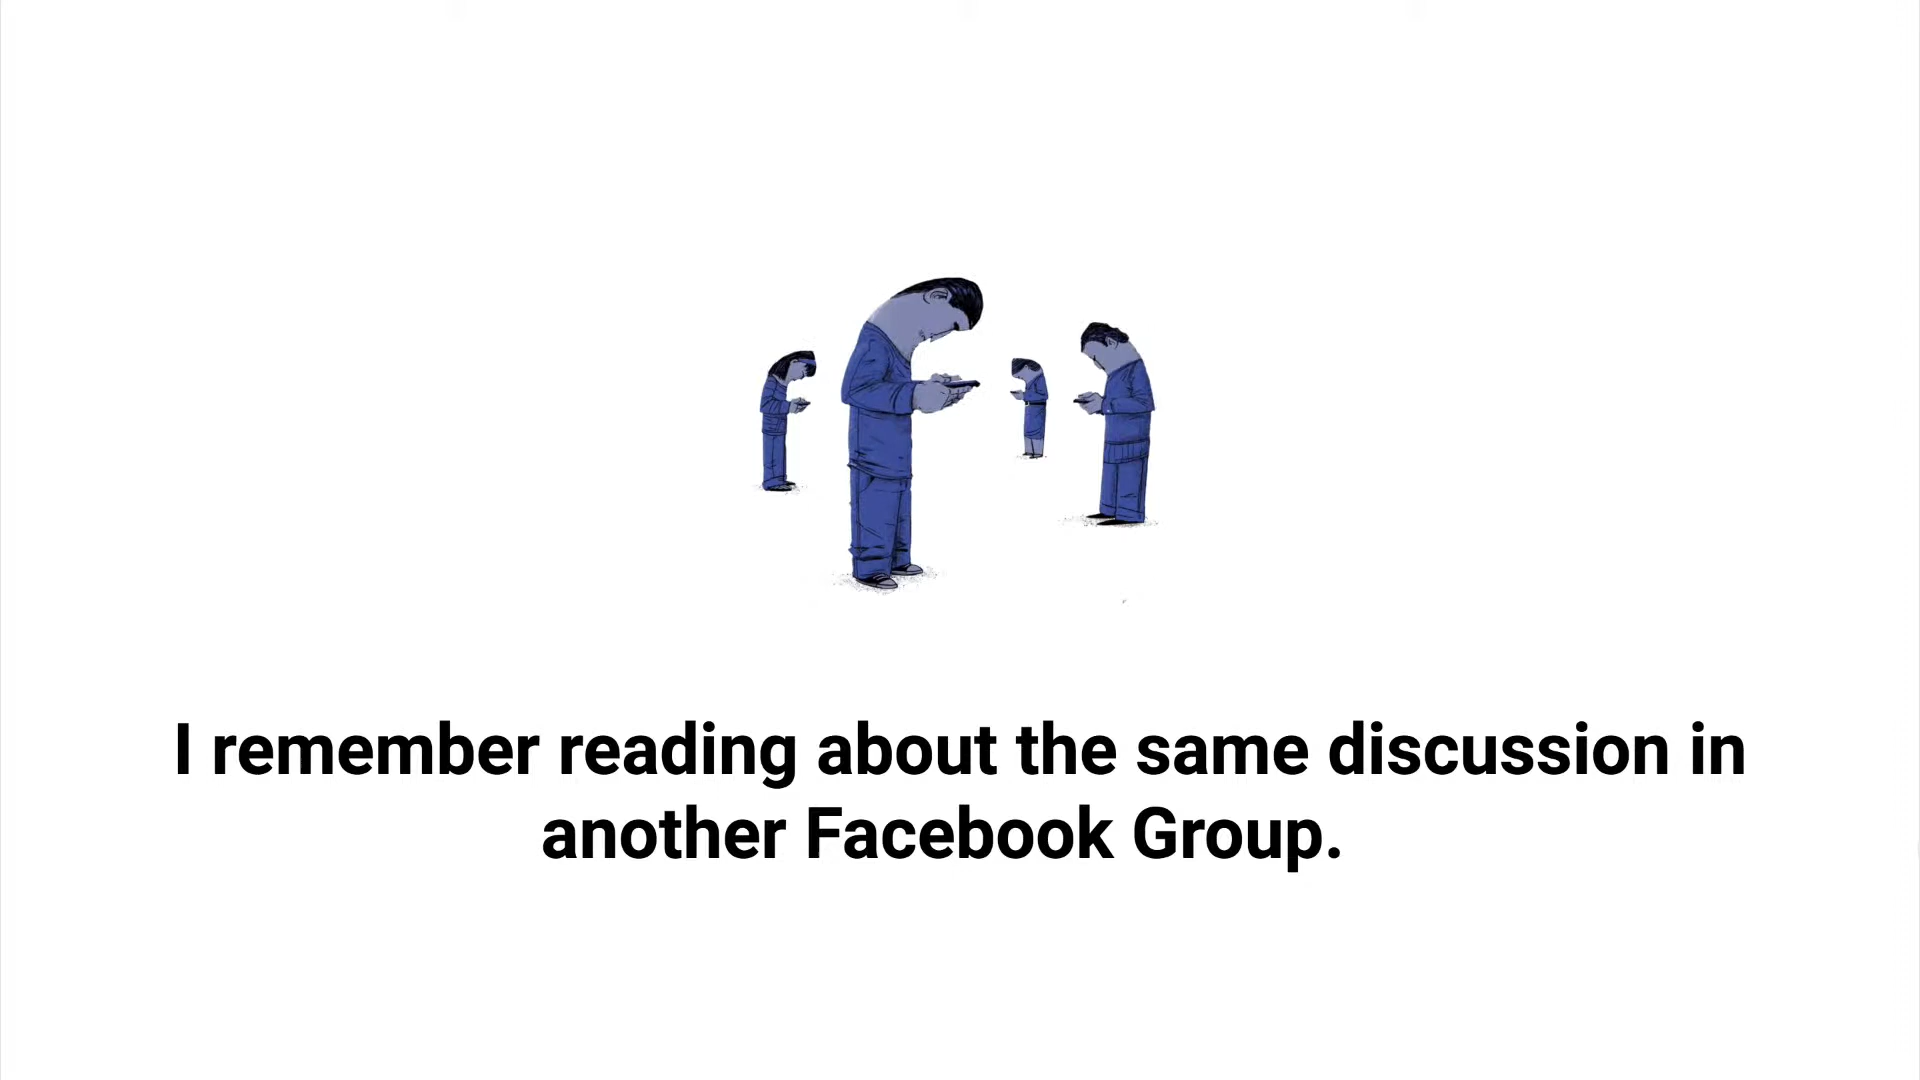 I remember reading about the same discussion in
another Facebook Group.